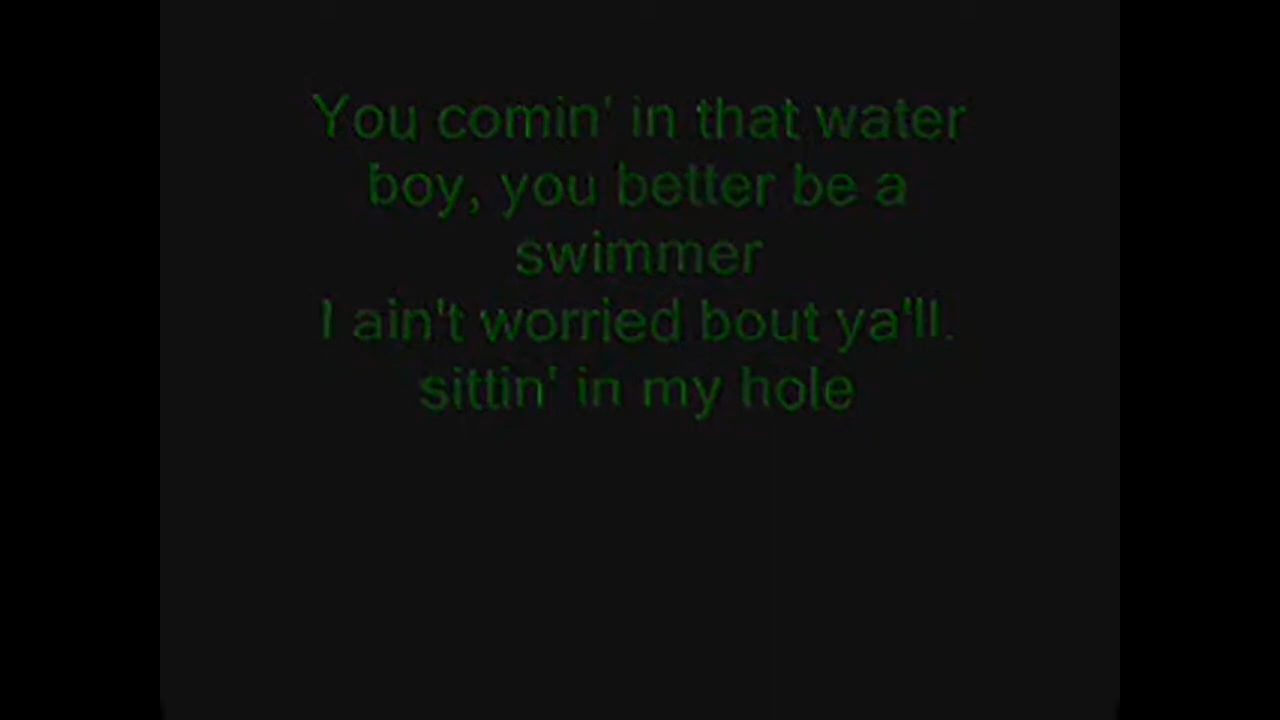 You comin' in that water
boy, you better be a
swimmer
I ain't worried bout ya'll.
sittin' in my hole